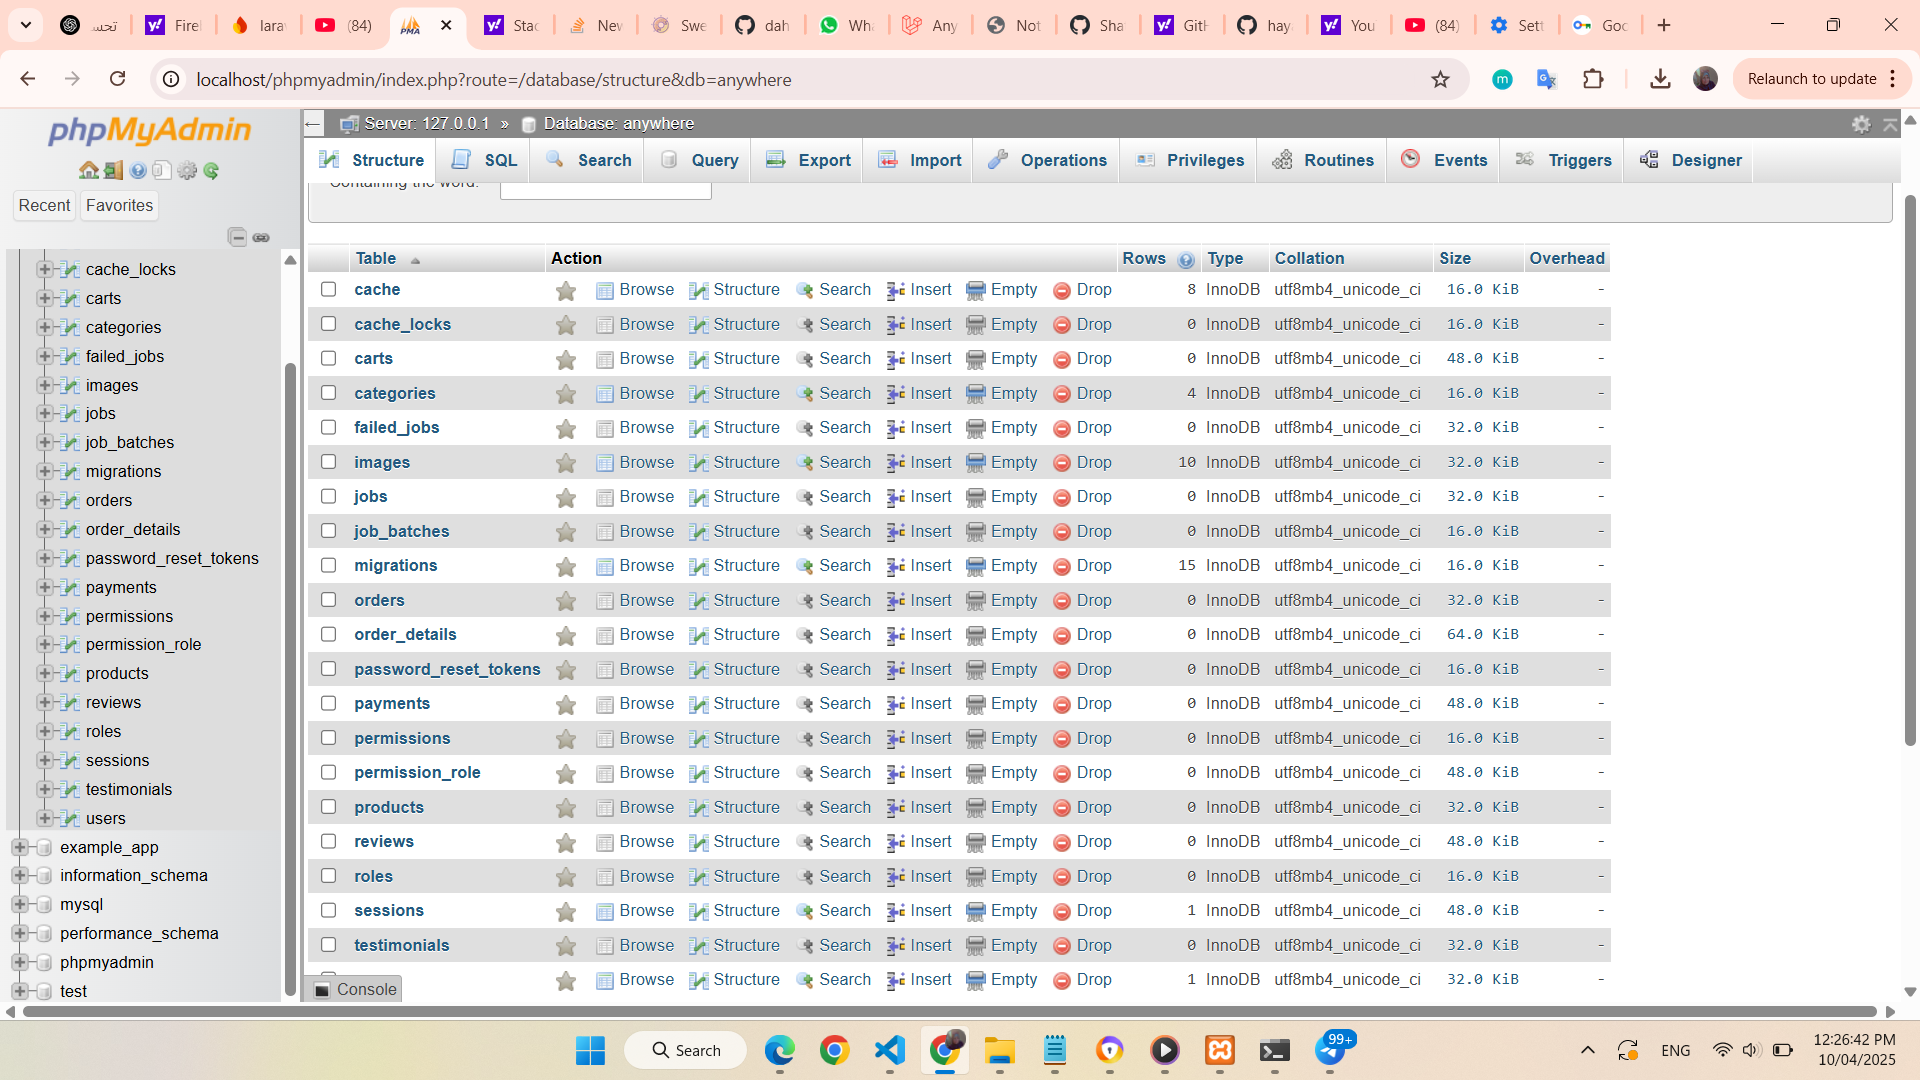 تحس
Firel
lara
(84)
PMA
Stac
New
Swe
dah
Wha
Any
Not
Sha
Gith
hay
You
(84)
Sett
Goo
localhost/phpmyadmin/index.php?route=/database/structure&db=anywhere
m
Relaunch to update
phpMyAdmin
Recent
Favorites
cache_locks
carts
categories
failed_jobs
images
jobs
job_batches
migrations
orders
order_details
password_reset_tokens
payments
permissions
permission_role
products
reviews
roles
sessions
testimonials
users
example_app
information_schema
mysql
performance_schema
phpmyadmin
test
Server: 127.0.0.1 » Database: anywhere
Structure SQL Search Query Export Import Operations Privileges Routines Events Triggers Designer
Containing the word:
Table Action Rows Type Collation Size Overhead
cache Browse Structure Search Insert Empty Drop 8 InnoDB utf8mb4_unicode_ci 16.0 KiB -
cache_locks Browse Structure Search Insert Empty Drop 0 InnoDB utf8mb4_unicode_ci 16.0 KiB -
carts Browse Structure Search Insert Empty Drop 0 InnoDB utf8mb4_unicode_ci 48.0 KiB -
categories Browse Structure Search Insert Empty Drop 4 InnoDB utf8mb4_unicode_ci 16.0 KiB -
failed_jobs Browse Structure Search Insert Empty Drop 0 InnoDB utf8mb4_unicode_ci 32.0 KiB -
images Browse Structure Search Insert Empty Drop 10 InnoDB utf8mb4_unicode_ci 32.0 KiB -
jobs Browse Structure Search Insert Empty Drop 0 InnoDB utf8mb4_unicode_ci 32.0 KiB -
job_batches Browse Structure Search Insert Empty Drop 0 InnoDB utf8mb4_unicode_ci 16.0 KiB -
migrations Browse Structure Search Insert Empty Drop 15 InnoDB utf8mb4_unicode_ci 16.0 KiB -
orders Browse Structure Search Insert Empty Drop 0 InnoDB utf8mb4_unicode_ci 32.0 KiB -
order_details Browse Structure Search Insert Empty Drop 0 InnoDB utf8mb4_unicode_ci 64.0 KiB -
password_reset_tokens Browse Structure Search Insert Empty Drop 0 InnoDB utf8mb4_unicode_ci 16.0 KiB -
payments Browse Structure Search Insert Empty Drop 0 InnoDB utf8mb4_unicode_ci 48.0 KiB -
permissions Browse Structure Search Insert Empty Drop 0 InnoDB utf8mb4_unicode_ci 16.0 KiB -
permission_role Browse Structure Search Insert Empty Drop 0 InnoDB utf8mb4_unicode_ci 48.0 KiB -
products Browse Structure Search Insert Empty Drop 0 InnoDB utf8mb4_unicode_ci 32.0 KiB -
reviews Browse Structure Search Insert Empty Drop 0 InnoDB utf8mb4_unicode_ci 48.0 KiB -
roles Browse Structure Search Insert Empty Drop 0 InnoDB utf8mb4_unicode_ci 16.0 KiB -
sessions Browse Structure Search Insert Empty Drop 1 InnoDB utf8mb4_unicode_ci 48.0 KiB -
testimonials Browse Structure Search Insert Empty Drop 0 InnoDB utf8mb4_unicode_ci 32.0 KiB -
Browse Structure Search Insert Empty Drop 1 InnoDB utf8mb4_unicode_ci 32.0 KiB -
Console
Search
99+
ENG
12:26:42 PM
10/04/2025